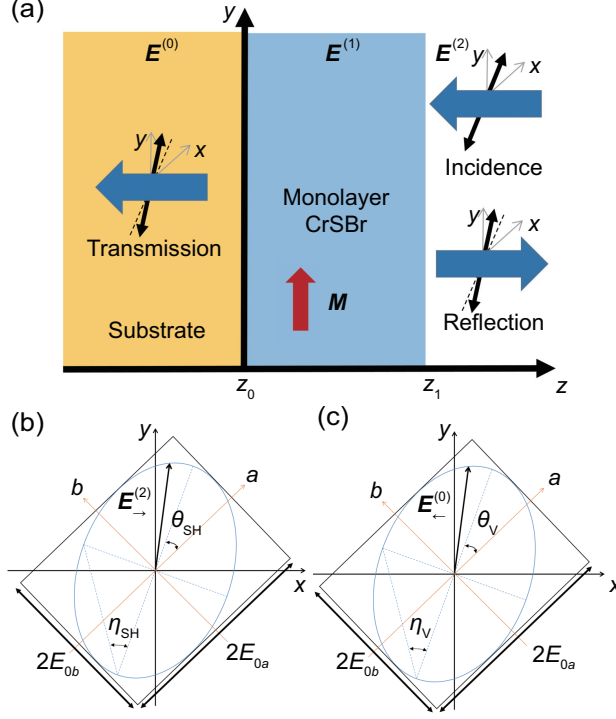 (a)
y
E(0)
E(1)
E(2)
y
x
Incidence
y
x
Transmission
Monolayer
CrSBr
y
x
Reflection
M
Substrate
z0
z1
z
(b)
y
b
a
E→(2)
θSH
x
ηSH
2E0b
2E0a
(c)
y
b
a
E←(0)
θV
x
ηV
2E0b
2E0a